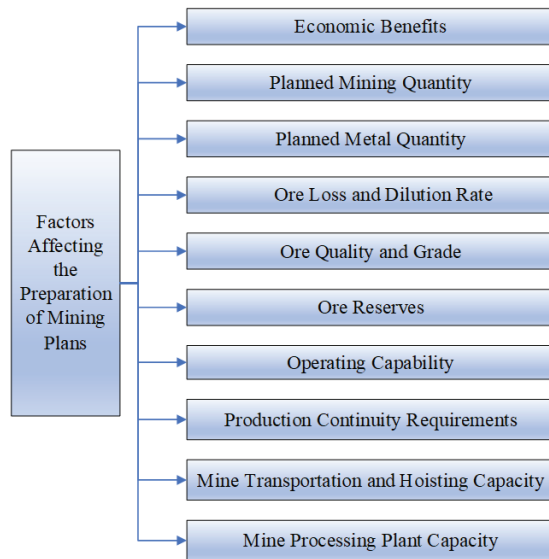 Factors
Affecting
the
Preparation
of Mining
Plans
Economic Benefits
Planned Mining Quantity
Planned Metal Quantity
Ore Loss and Dilution Rate
Ore Quality and Grade
Ore Reserves
Operating Capability
Production Continuity Requirements
Mine Transportation and Hoisting Capacity
Mine Processing Plant Capacity